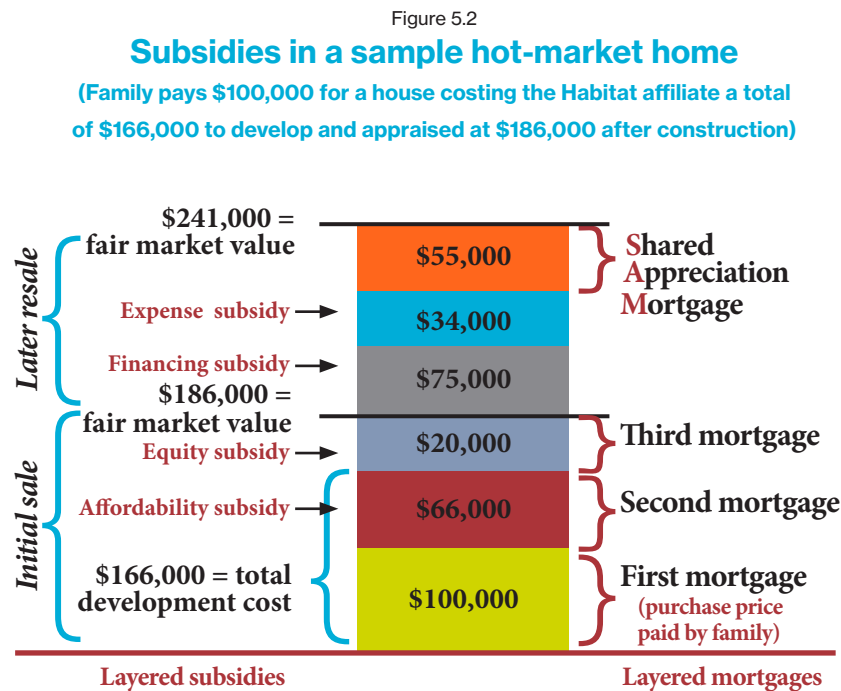 Figure 5.2
Subsidies in a sample hot-market home
(Family pays $100,000 for a house costing the Habitat affiliate a total
of $166,000 to develop and appraised at $186,000 after construction)
Later resale
$241,000 =
fair market value
Expense subsidy
Financing subsidy
$186,000 =
fair market value
Initial sale
Equity subsidy
Affordability subsidy
$166,000 = total
development cost
$55,000
$34,000
$75,000
$20,000
$66,000
$100,000
Shared
Appreciation
Mortgage
Third mortgage
Second mortgage
First mortgage
(purchase price
paid by family)
Layered subsidies
Layered mortgages